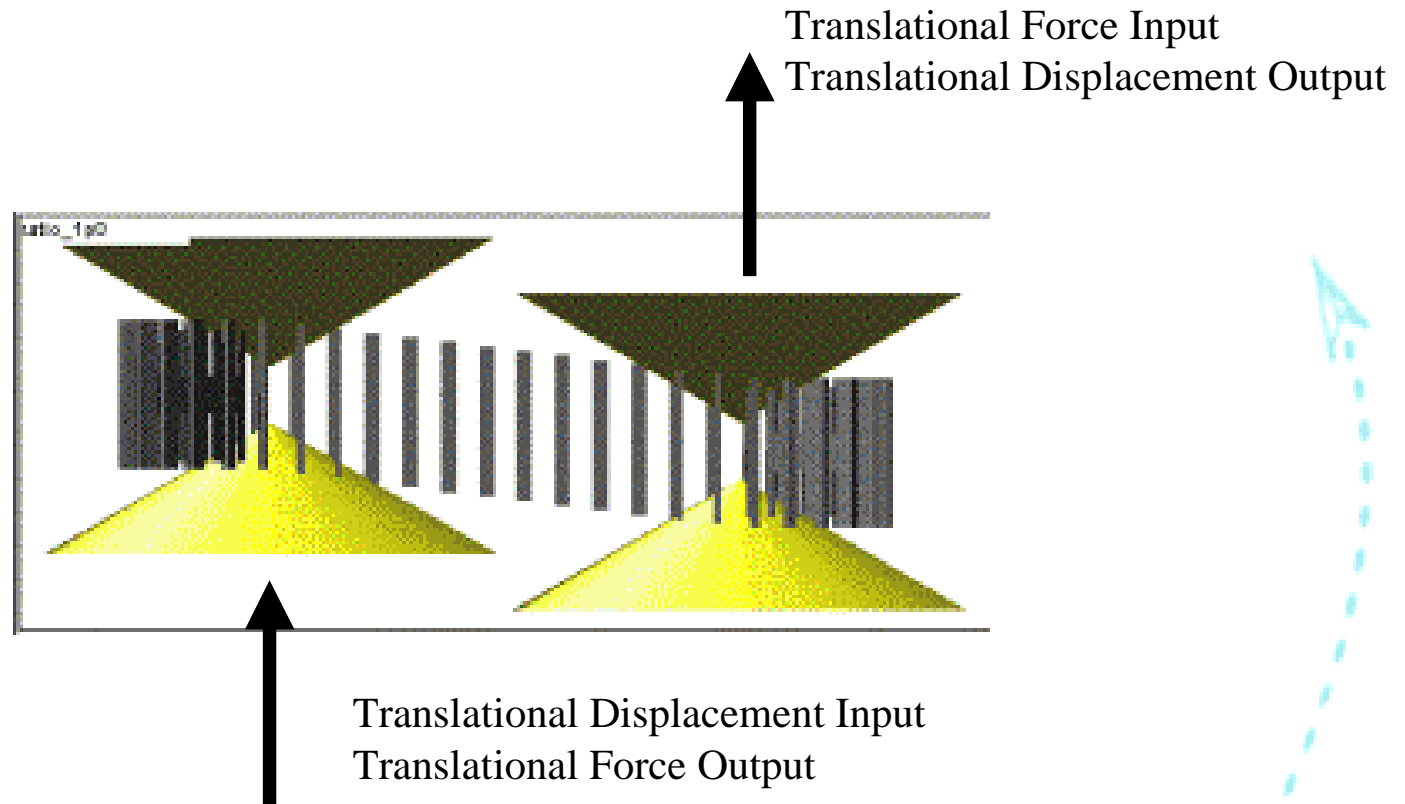 Translational Force Input
Translational Displacement Output
Translational Displacement Input
Translational Force Output